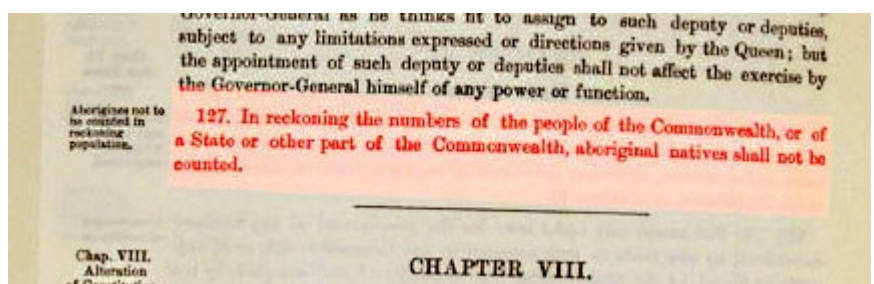 Governor-General as he thinks fit to assign to such deputy or deputies,
subject to any limitations expressed or directions given by the Queen; but
the appointment of such deputy or deputies shall not affect the exercise by
the Governor-General himself of any power or function.
Aborigines not to
be counted in
reckoning
population.
127. In reckoning the numbers of the people of the Commonwealth, or of
a State or other part of the Commonwealth, aboriginal natives shall not be
counted.
Chap. VIII.
Alteration
of Constitution
CHAPTER VIII.